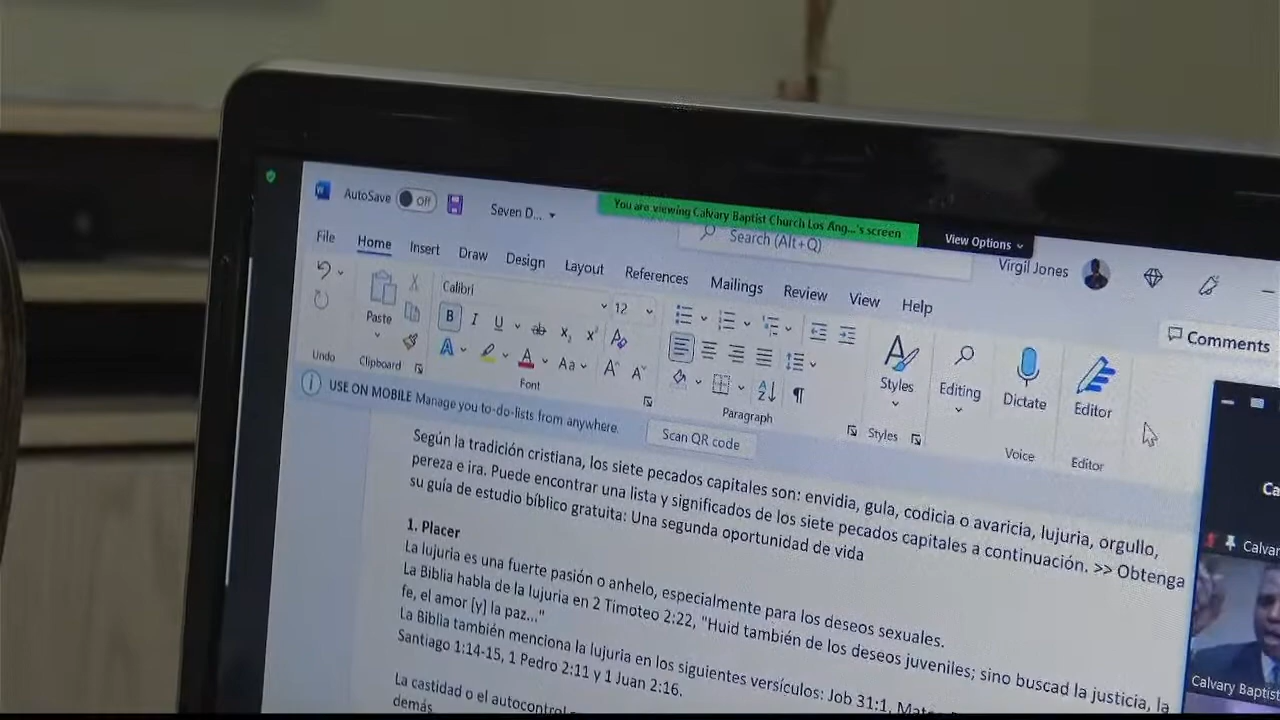 AutoSave Off Seven D...
You are viewing Calvary Baptist Church Los Ang...'s screen
View Options
Search (Alt+Q)
Virgil Jones
File Home Insert Draw Design Layout References Mailings Review View Help
Comments
Calibri 12
Paste
Undo Clipboard Font Paragraph Styles Voice Editor
Styles Editing Dictate Editor
USE ON MOBILE Manage you to-do-lists from anywhere. Scan QR code
Según la tradición cristiana, los siete pecados capitales son: envidia, gula, codicia o avaricia, lujuria, orgullo,
pereza e ira. Puede encontrar una lista y significados de los siete pecados capitales a continuación. >> Obtenga
su guía de estudio bíblico gratuita: Una segunda oportunidad de vida
1. Placer
La lujuria es una fuerte pasión o anhelo, especialmente para los deseos sexuales.
La Biblia habla de la lujuria en 2 Timoteo 2:22, "Huid también de los deseos juveniles; sino buscad la justicia, la
fe, el amor [y] la paz..."
La Biblia también menciona la lujuria en los siguientes versículos: Job 31:1,
Santiago 1:14-15, 1 Pedro 2:11 y 1 Juan 2:16.
La castidad o el autocontrol
demás
Calvary Baptist